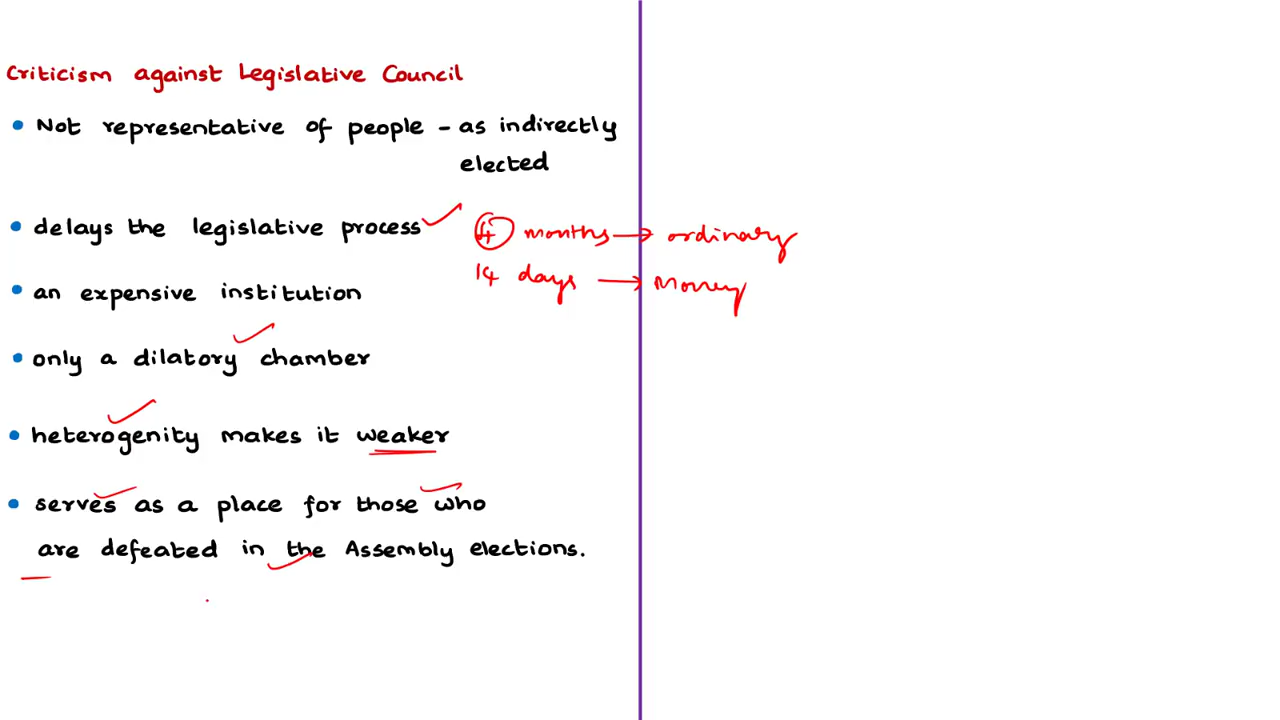 Criticism against Legislative Council
• Not representative of people - as indirectly
elected
• delays the legislative process
4 months → ordinary
14 days → Money
• an expensive institution
• only a dilatory chamber
• heterogenity makes it weaker
• serves as a place for those who
are defeated in the Assembly elections.